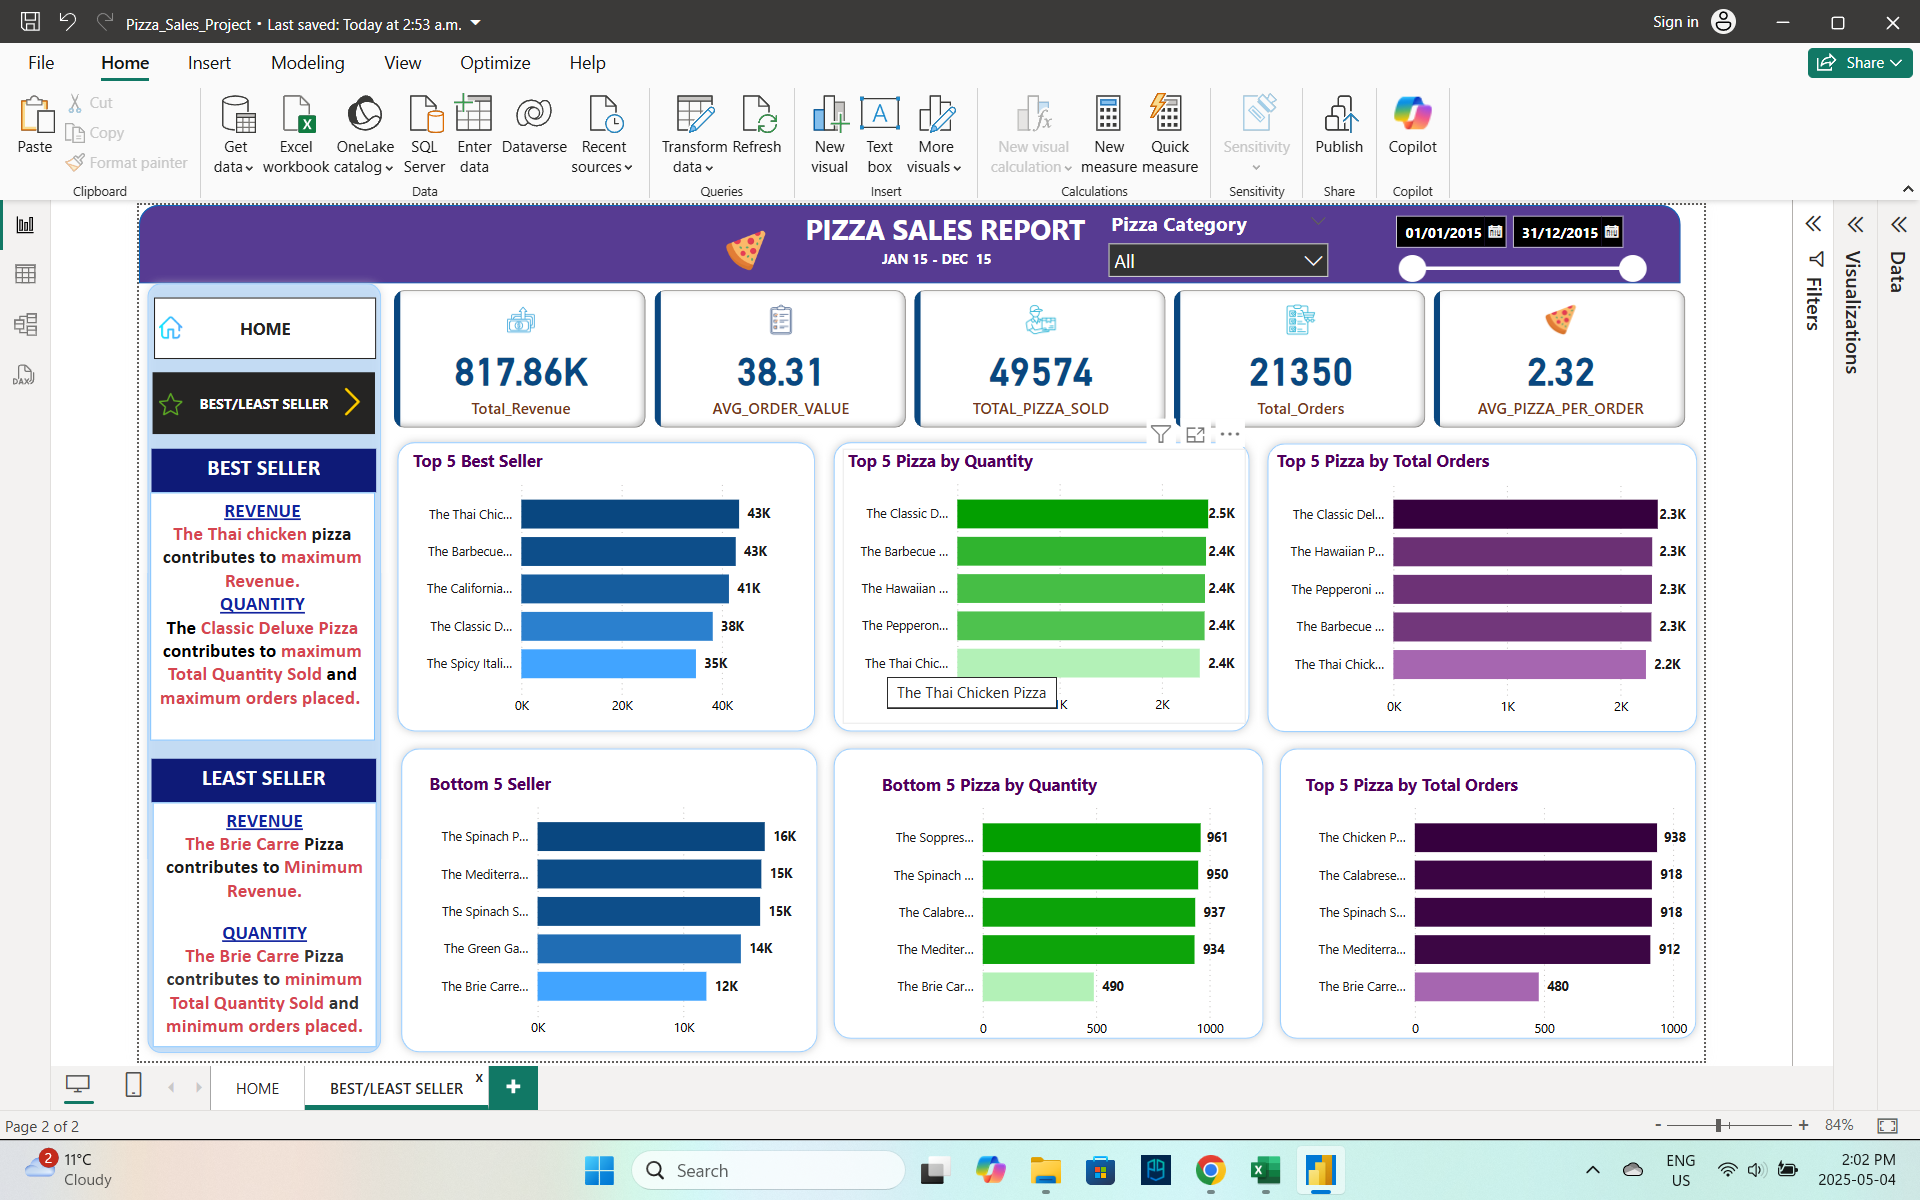 Pizza_Sales_Project • Last saved: Today at 2:53 a.m.
Sign in
File
Home
Insert
Modeling
View
Optimize
Help
Share
Paste
Cut
Copy
Format painter
Clipboard
Get data
Excel workbook
OneLake catalog
SQL Server
Enter data
Dataverse
Recent sources
Data
Transform data
Refresh
Queries
New visual
Text box
More visuals
Insert
New visual calculation
New measure
Quick measure
Calculations
Sensitivity
Sensitivity
Publish
Share
Copilot
Copilot
PIZZA SALES REPORT
JAN 15 - DEC 15
Pizza Category
All
01/01/2015
31/12/2015
Filters
Visualizations
Data
HOME
BEST/LEAST SELLER
817.86K
Total_Revenue
38.31
AVG_ORDER_VALUE
49574
TOTAL_PIZZA_SOLD
21350
Total_Orders
2.32
AVG_PIZZA_PER_ORDER
BEST SELLER
REVENUE
The Thai chicken pizza
contributes to maximum
Revenue.
QUANTITY
The Classic Deluxe Pizza
contributes to maximum
Total Quantity Sold and
maximum orders placed.
LEAST SELLER
REVENUE
The Brie Carre Pizza
contributes to Minimum
Revenue.
QUANTITY
The Brie Carre Pizza
contributes to minimum
Total Quantity Sold and
minimum orders placed.
Top 5 Best Seller
The Thai Chic... 43K
The Barbecue... 43K
The California... 41K
The Classic D... 38K
The Spicy Itali... 35K
0K 20K 40K
Top 5 Pizza by Quantity
The Classic D... 2.5K
The Barbecue ... 2.4K
The Hawaiian ... 2.4K
The Pepperon... 2.4K
The Thai Chic... 2.4K
The Thai Chicken Pizza
K 2K
Top 5 Pizza by Total Orders
The Classic Del... 2.3K
The Hawaiian P... 2.3K
The Pepperoni ... 2.3K
The Barbecue ... 2.3K
The Thai Chick... 2.2K
0K 1K 2K
Bottom 5 Seller
The Spinach P... 16K
The Mediterra... 15K
The Spinach S... 15K
The Green Ga... 14K
The Brie Carre... 12K
0K 10K
Bottom 5 Pizza by Quantity
The Soppres... 961
The Spinach ... 950
The Calabre... 937
The Mediter... 934
The Brie Car... 490
0 500 1000
Top 5 Pizza by Total Orders
The Chicken P... 938
The Calabrese... 918
The Spinach S... 918
The Mediterra... 912
The Brie Carre... 480
0 500 1000
HOME
BEST/LEAST SELLER
x
+
Page 2 of 2
- + 84%
2
11°C
Cloudy
Search
ENG
US
2:02 PM
2025-05-04
DAX